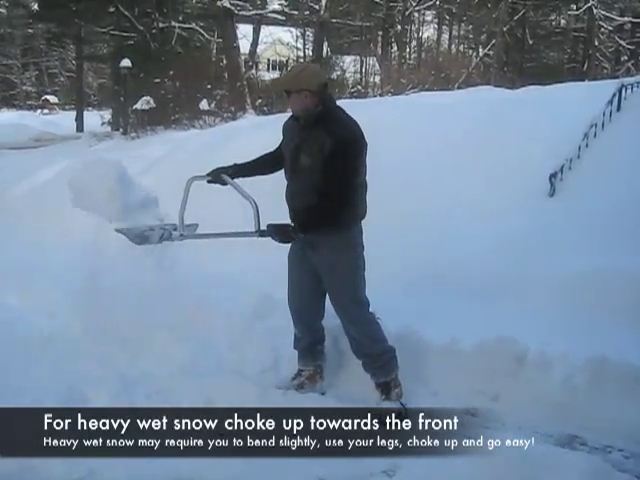 For heavy wet snow choke up towards the front
Heavy wet snow may require you to bend slightly, use your legs, choke up and go easy!